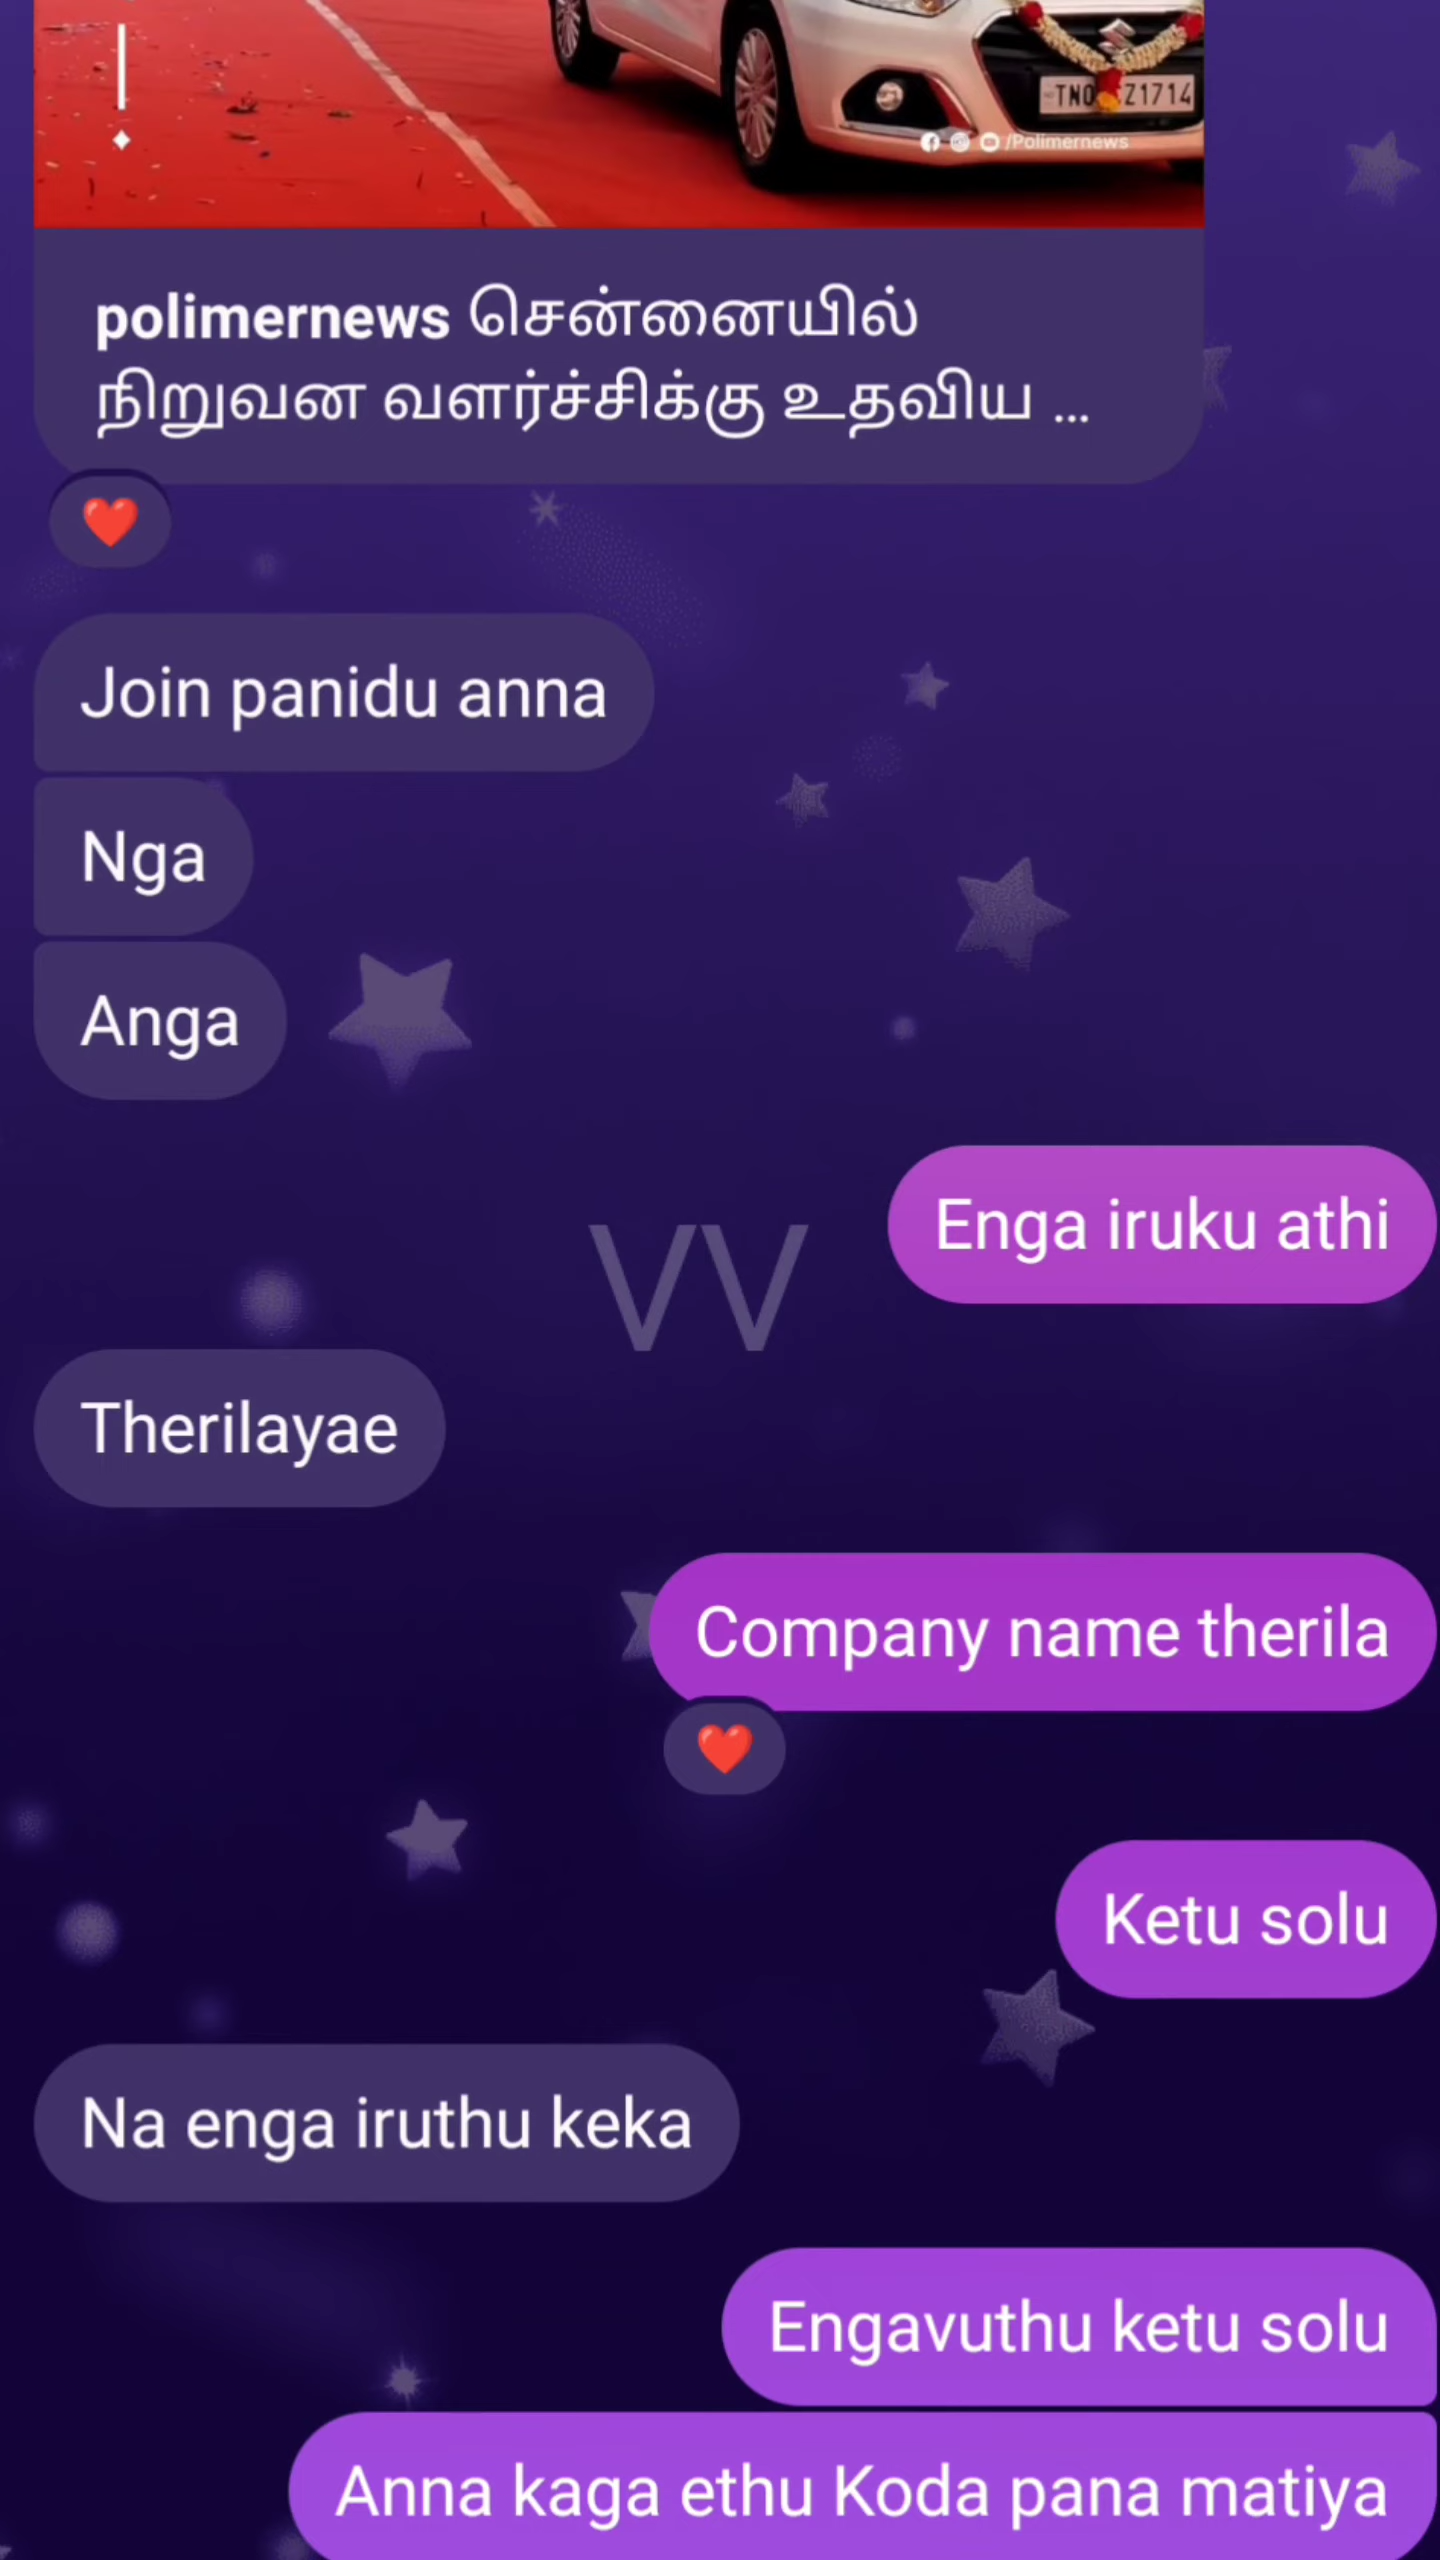 TNO Z1714
/Polimernews
polimernews சென்னையில்
நிறுவன வளர்ச்சிக்கு உதவிய ...
Join panidu anna
Nga
Anga
Enga iruku athi
VV
Therilayae
Company name therila
Ketu solu
Na enga iruthu keka
Engavuthu ketu solu
Anna kaga ethu Koda pana matiya